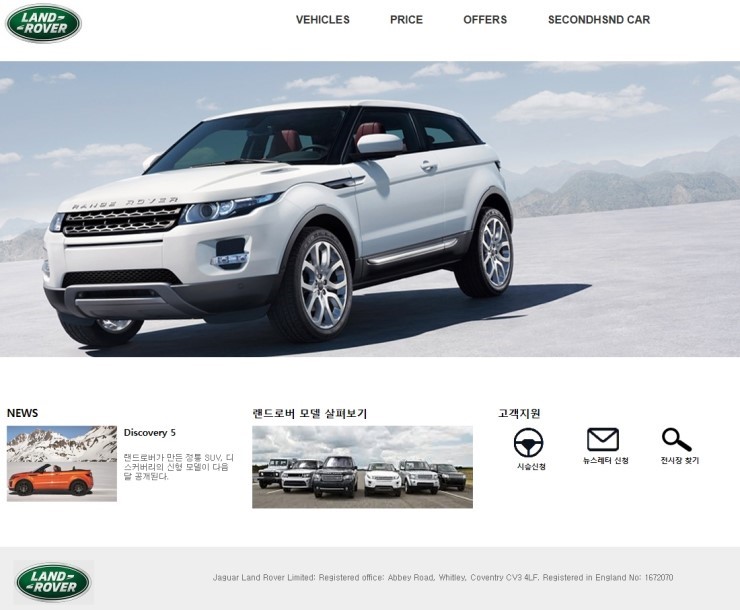 LAND-
ROVER
VEHICLES PRICE OFFERS SECONDHSND CAR
RANGE ROVER
NEWS
Discovery 5
랜드로버가 만든 정통 SUV, 디
스커버리의 신형 모델이 다음
달 공개된다.
랜드로버 모델 살펴보기
고객지원
시승신청
뉴스레터 신청
전시장 찾기
LAND-
ROVER
Jaguar Land Rover Limited: Registered office: Abbey Road, Whitley, Coventry CV3 4LF. Registered in England No: 1672070